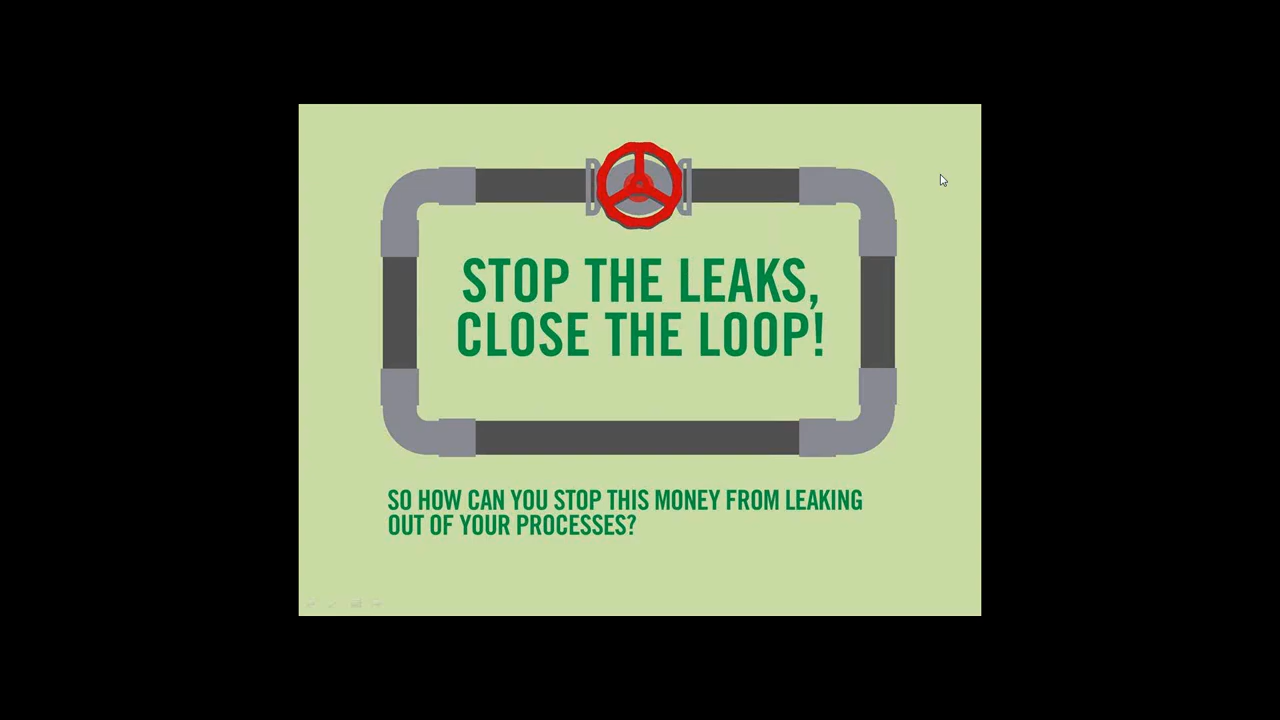 STOP THE LEAKS,
CLOSE THE LOOP!
SO HOW CAN YOU STOP THIS MONEY FROM LEAKING
OUT OF YOUR PROCESSES?